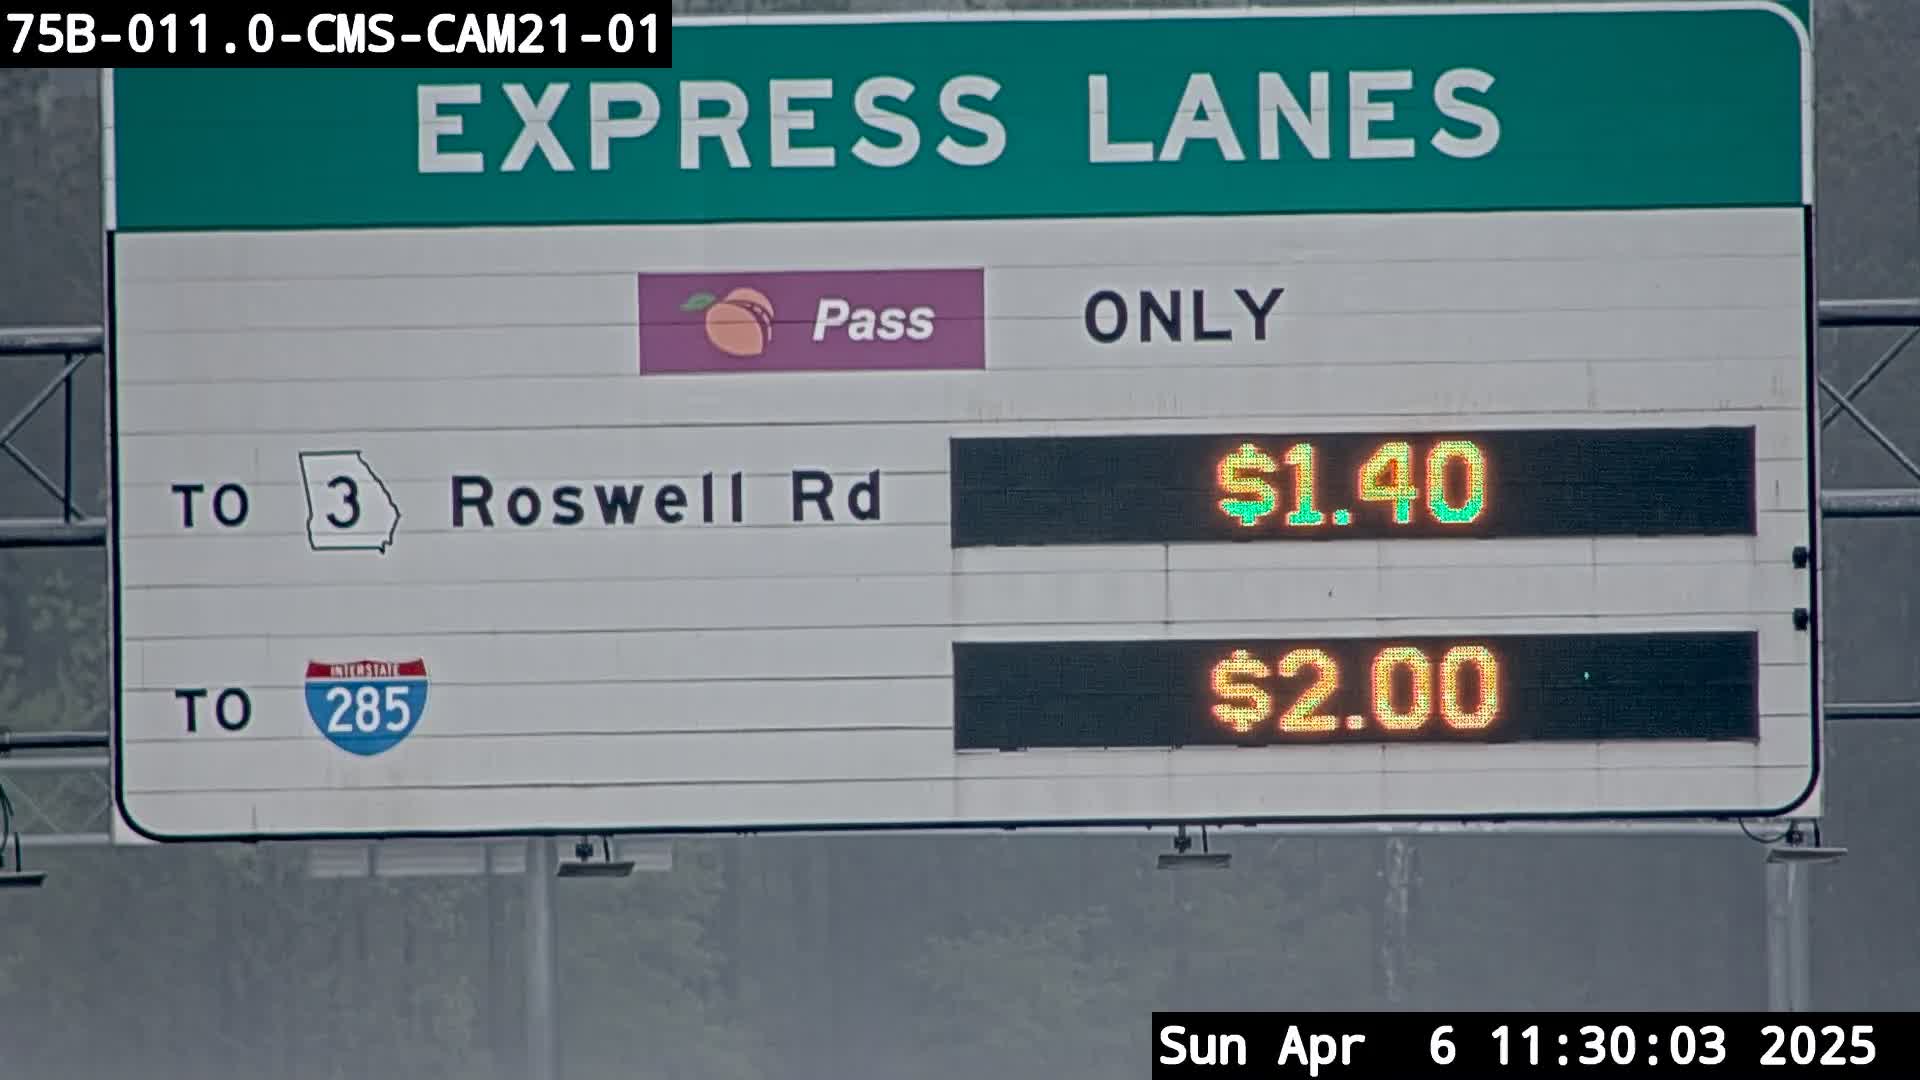 75B-011.0-CMS-CAM21-01
EXPRESS LANES
Pass ONLY
TO 3 Roswell Rd $1.40
INTERSTATE
TO 285 $2.00
Sun Apr 6 11:30:03 2025